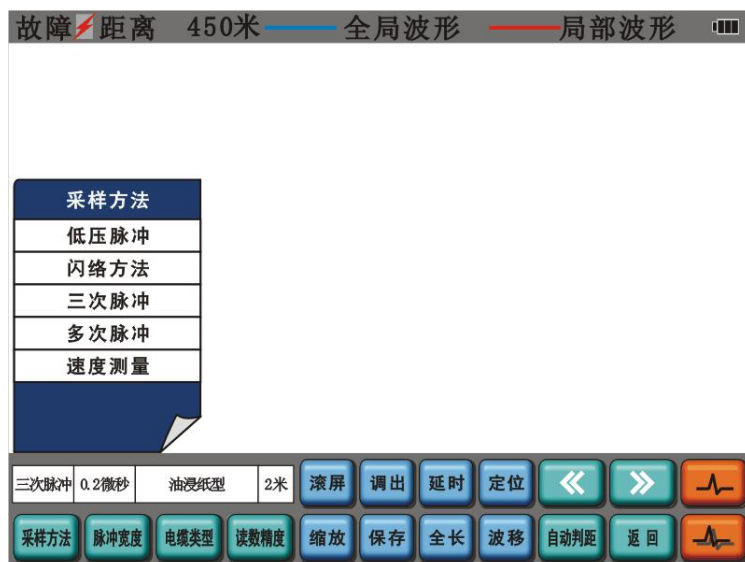 故障距离 450米 全局波形 局部波形
采样方法
低压脉冲
闪络方法
三次脉冲
多次脉冲
速度测量
三次脉冲 0.2微秒 油浸纸型 2米 滚屏 调出 延时 定位
采样方法 脉冲宽度 电缆类型 读数精度 缩放 保存 全长 波移 自动判距 返回